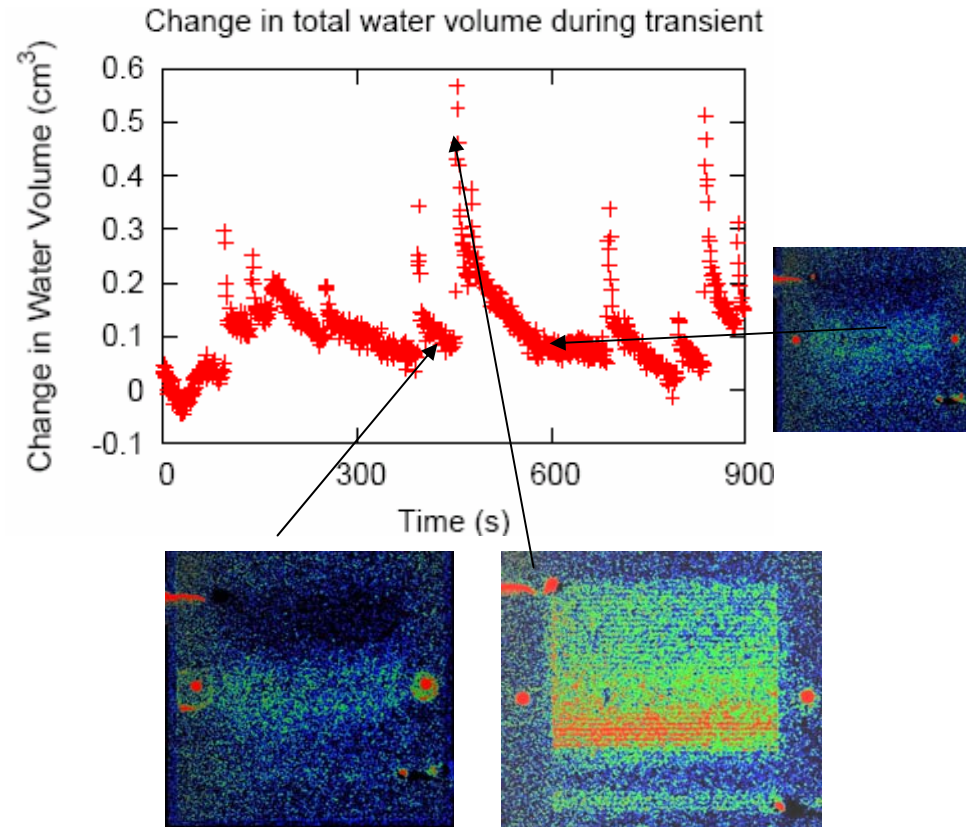 Change in total water volume during transient
Change in Water Volume (cm³)
0.6
0.5
0.4
0.3
0.2
0.1
0
-0.1
0 300 600 900
Time (s)